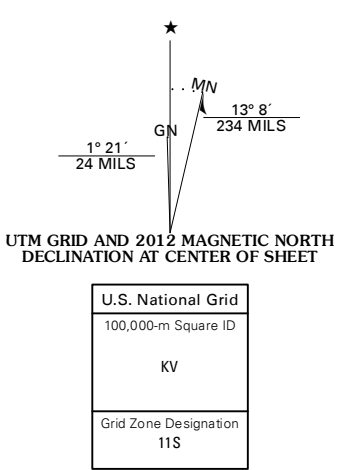 MN
13° 8´
234 MILS
GN
1° 21´
24 MILS
UTM GRID AND 2012 MAGNETIC NORTH
DECLINATION AT CENTER OF SHEET
U.S. National Grid
100,000-m Square ID
KV
Grid Zone Designation
11S